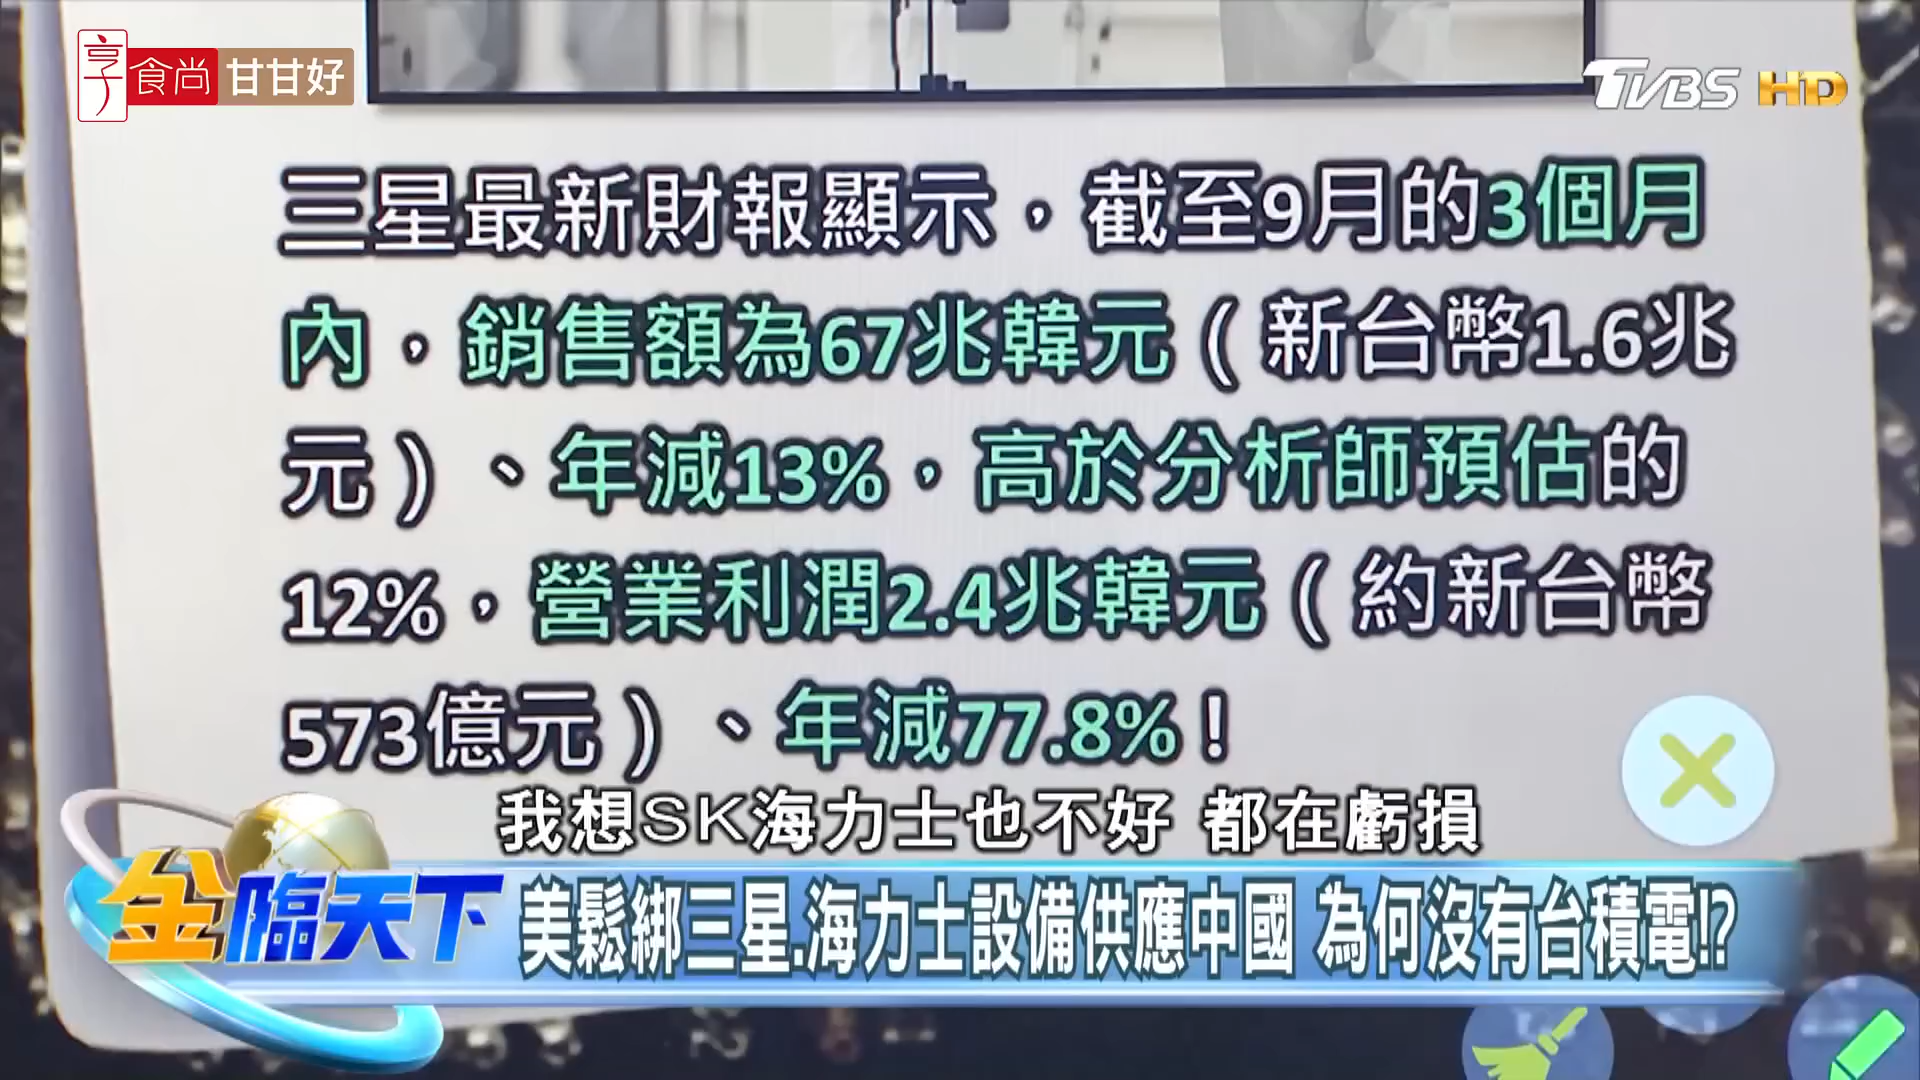 享 食尚 甘甘好
TVBS HD
三星最新財報顯示，截至9月的3個月
內，銷售額為67兆韓元（新台幣1.6兆
元）、年減13%，高於分析師預估的
12%，營業利潤2.4兆韓元（約新台幣
573億元）、年減77.8%！
我想SK海力士也不好 都在虧損
金臨天下
美鬆綁三星.海力士設備供應中國 為何沒有台積電!?